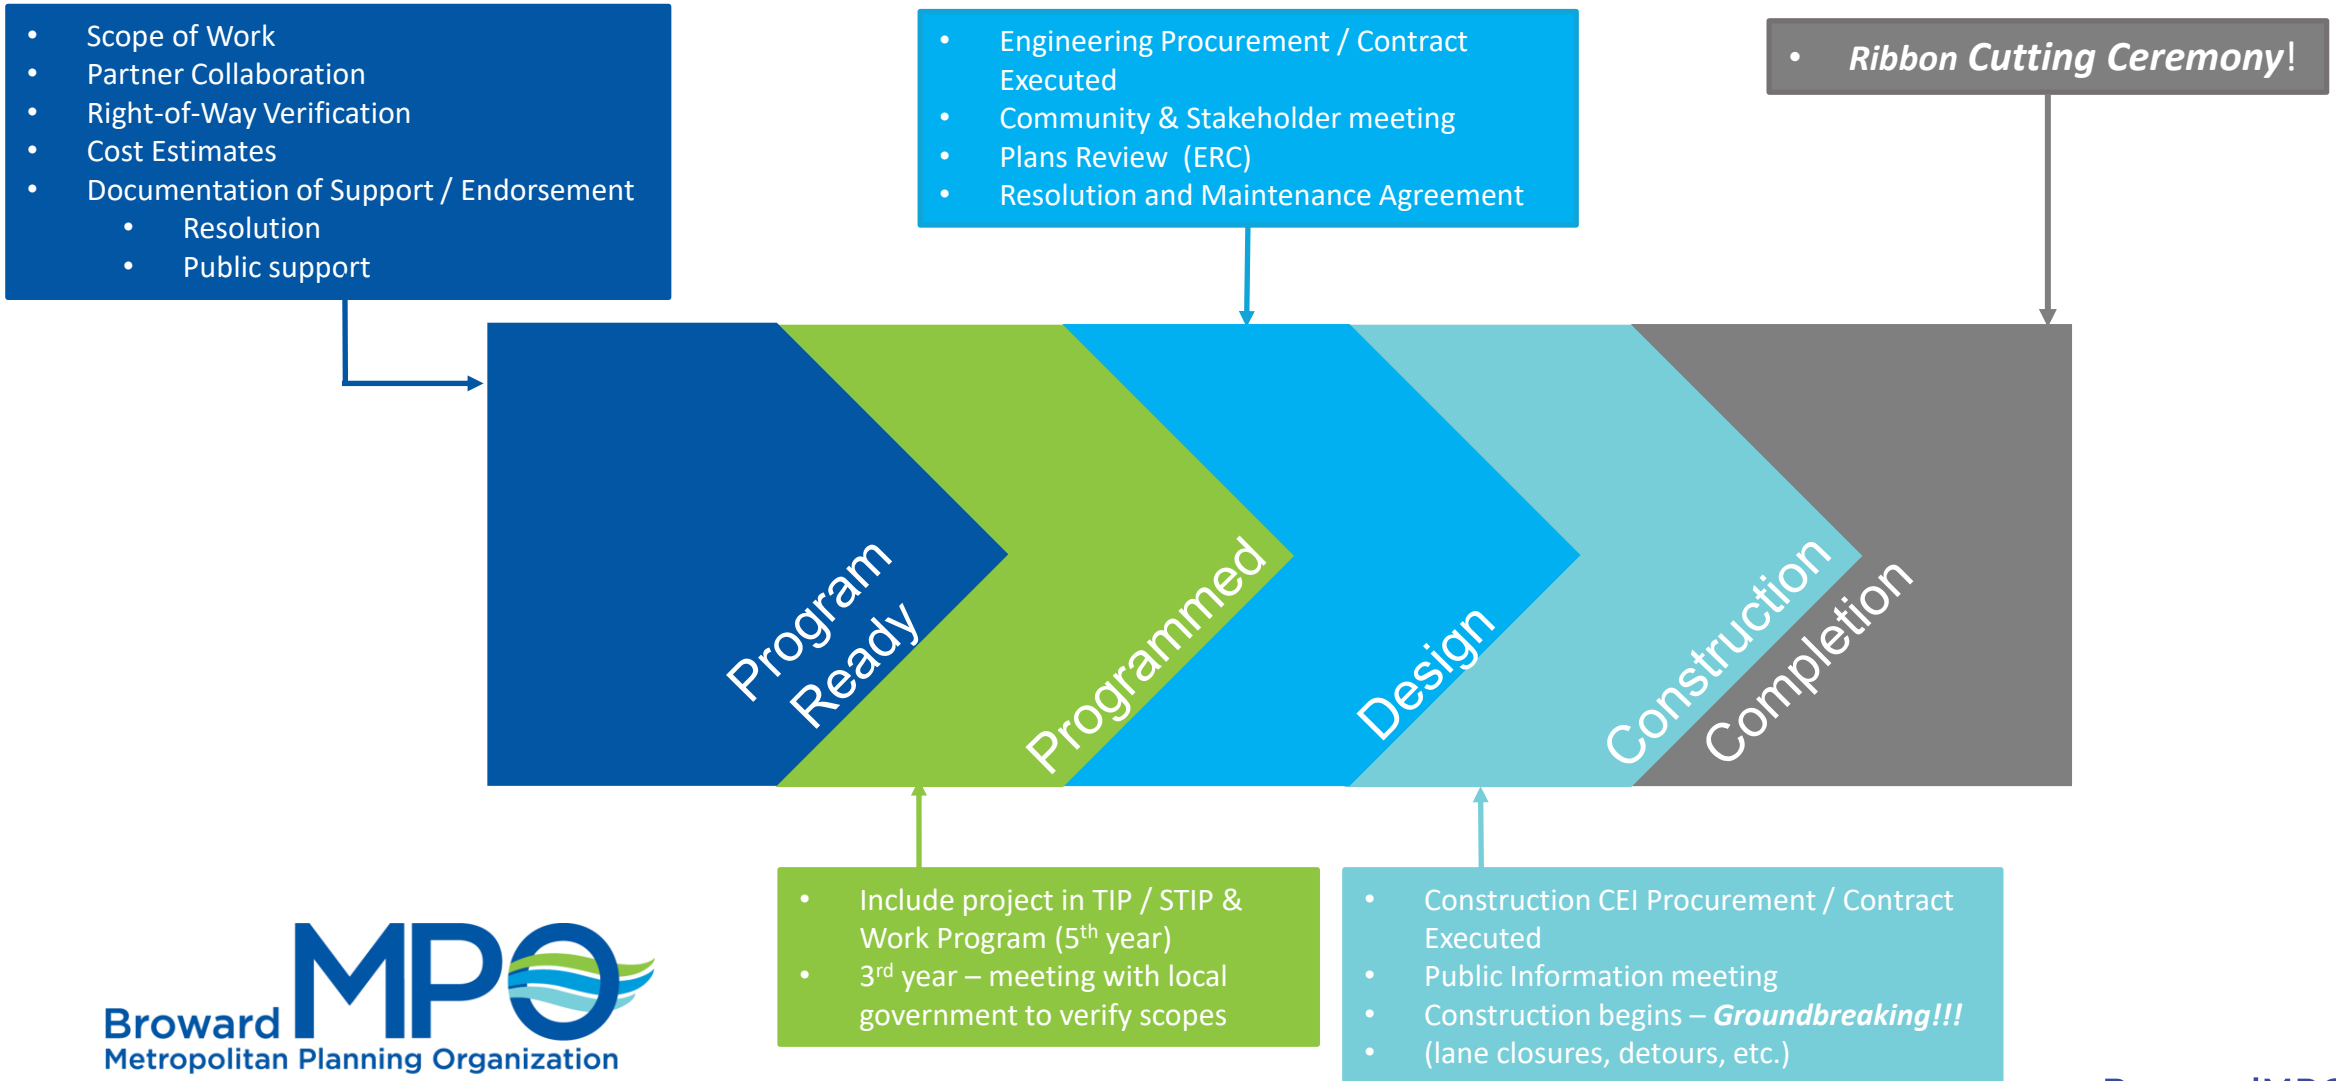 • Scope of Work
• Partner Collaboration
• Right-of-Way Verification
• Cost Estimates
• Documentation of Support / Endorsement
• Resolution
• Public support
• Engineering Procurement / Contract
Executed
• Community & Stakeholder meeting
• Plans Review (ERC)
• Resolution and Maintenance Agreement
• Ribbon Cutting Ceremony!
Program
Ready
Programmed
Design
Construction
Completion
• Include project in TIP / STIP &
Work Program (5th year)
• 3rd year – meeting with local
government to verify scopes
• Construction CEI Procurement / Contract
Executed
• Public Information meeting
• Construction begins – Groundbreaking!!!
• (lane closures, detours, etc.)
Broward MPO
Metropolitan Planning Organization